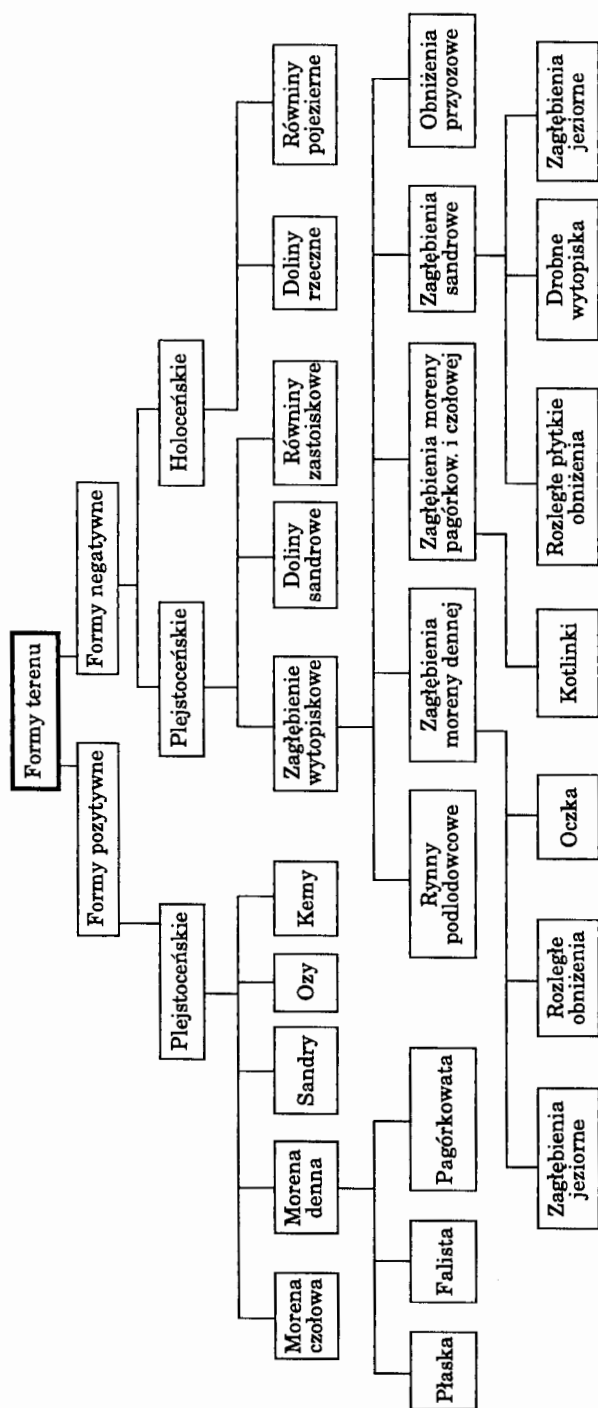 Formy terenu
Formy pozytywne
Formy negatywne
Plejstoceńskie
Plejstoceńskie
Holoceńskie
Morena
czołowa
Morena
denna
Sandry
Ozy
Kemy
Zagłębienie
wytopiskowe
Doliny
sandrowe
Równiny
zastoiskowe
Doliny
rzeczne
Równiny
pojezierne
Płaska
Falista
Pagórkowata
Rynny
podlodowcowe
Zagłębienia
moreny dennej
Zagłębienia moreny
pagórkow. i czołowej
Zagłębienia
sandrowe
Obniżenia
przyozowe
Zagłębienia
jeziorne
Rozległe
obniżenia
Oczka
Kotlinki
Rozległe płytkie
obniżenia
Drobne
wytopiska
Zagłębienia
jeziorne